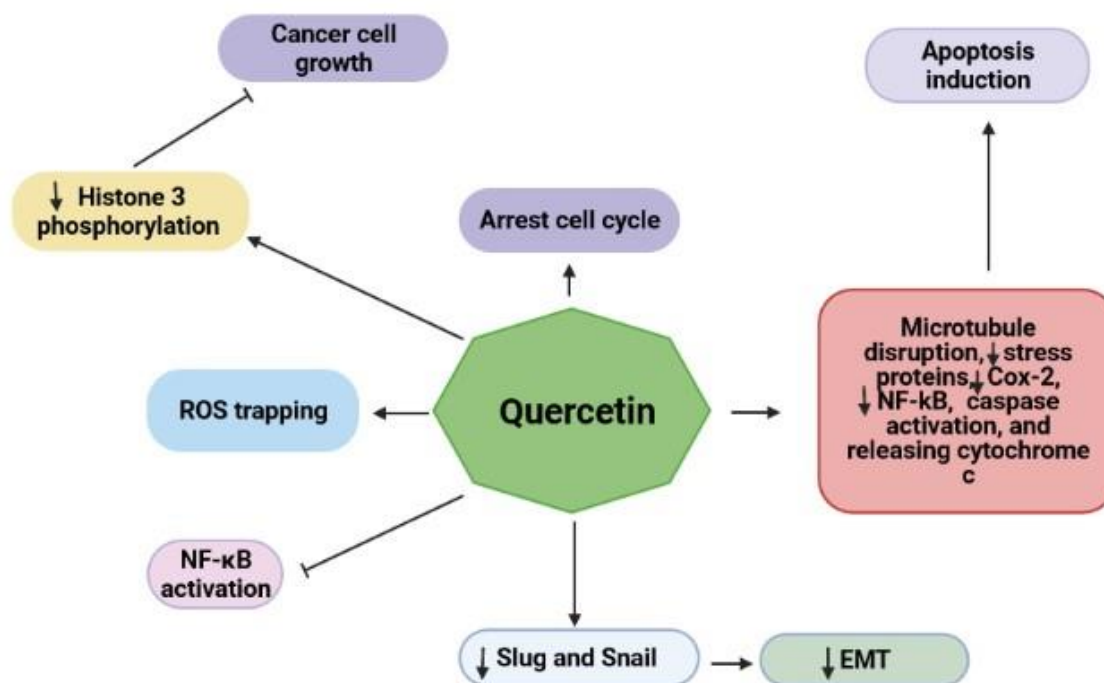 Cancer cell
growth
Apoptosis
induction
↓ Histone 3
phosphorylation
Arrest cell cycle
Microtubule
disruption,↓stress
proteins,↓Cox-2,
↓NF-kB, caspase
activation, and
releasing cytochrome
c
ROS trapping
Quercetin
NF-κB
activation
↓ Slug and Snail
↓EMT